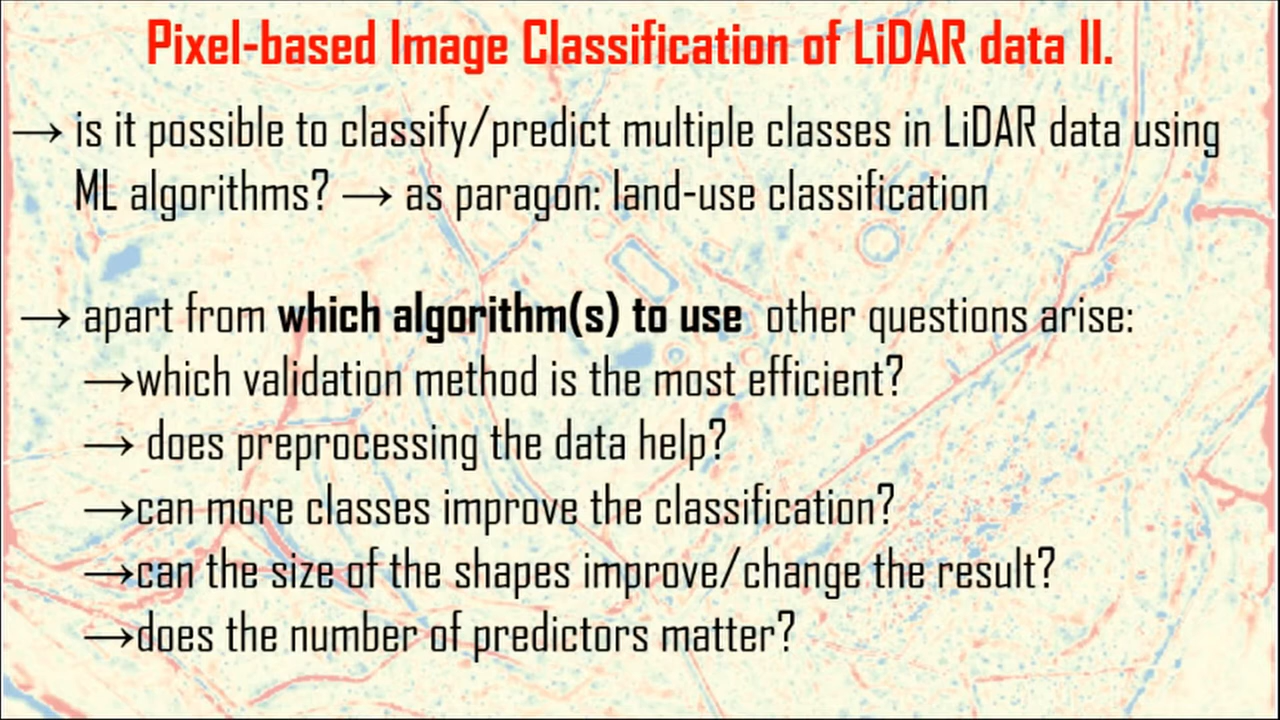 Pixel-based Image Classification of LiDAR data II.
→ is it possible to classify/predict multiple classes in LiDAR data using
ML algorithms? → as paragon: land-use classification
→ apart from which algorithm(s) to use other questions arise:
→which validation method is the most efficient?
→ does preprocessing the data help?
→can more classes improve the classification?
→can the size of the shapes improve/change the result?
→does the number of predictors matter?